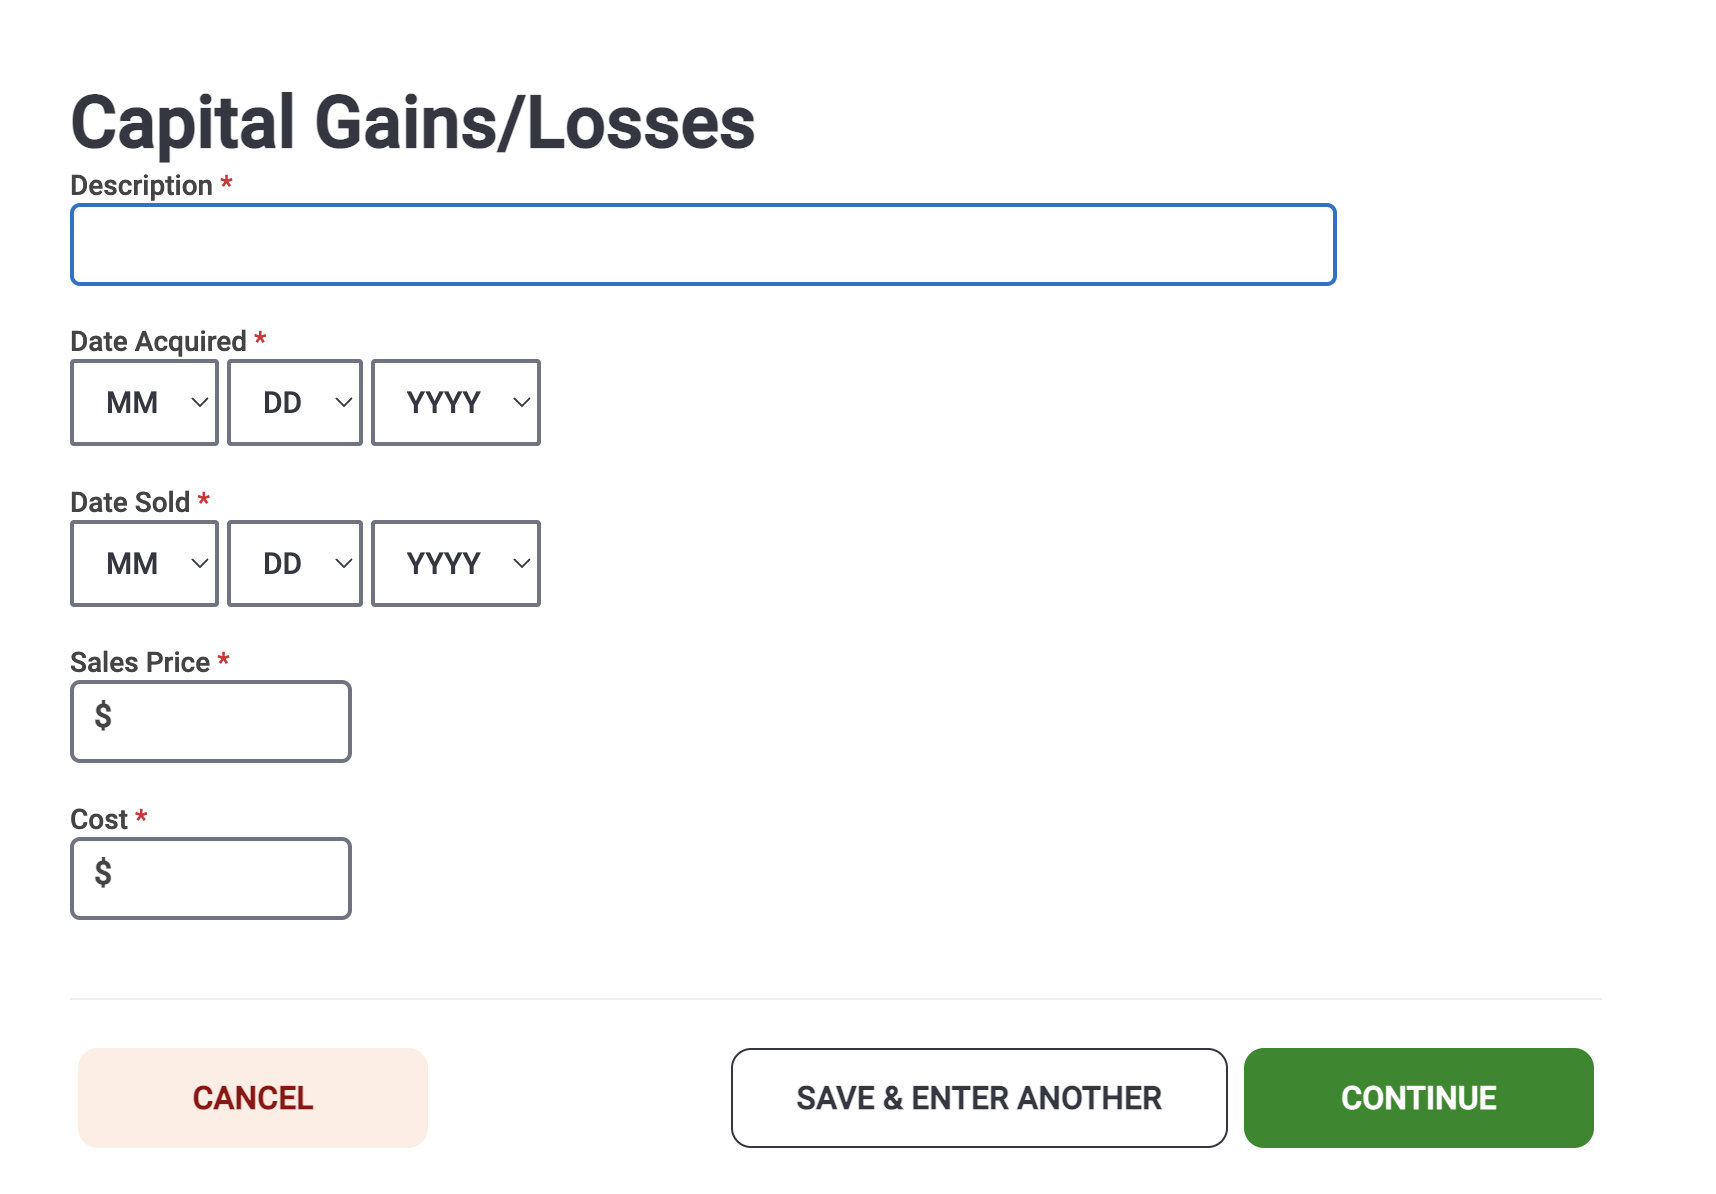 Capital Gains/Losses
Description *
Date Acquired *
MM DD YYYY
Date Sold *
MM DD YYYY
Sales Price *
$
Cost *
$
CANCEL SAVE & ENTER ANOTHER CONTINUE